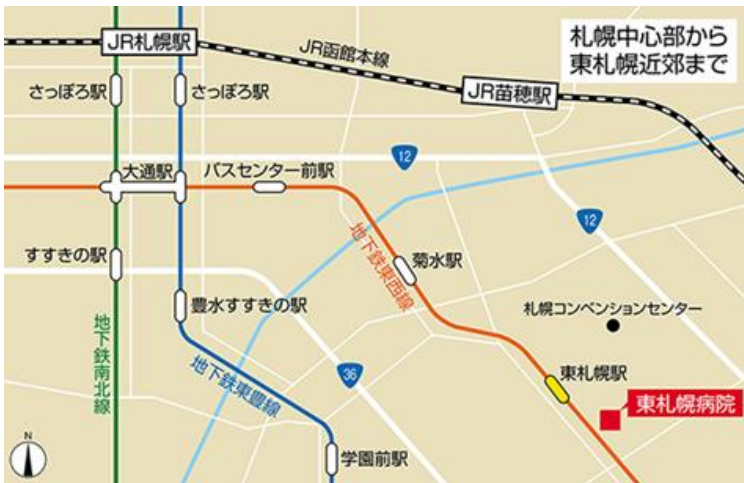 札幌中心部から
東札幌近郊まで
JR札幌駅
JR函館本線
JR苗穂駅
さっぽろ駅
さっぽろ駅
大通駅
バスセンター前駅
12
12
すすきの駅
豊水すすきの駅
地下鉄東西線
菊水駅
札幌コンベンションセンター
地下鉄南北線
地下鉄東豊線
36
東札幌駅
東札幌病院
学園前駅
N